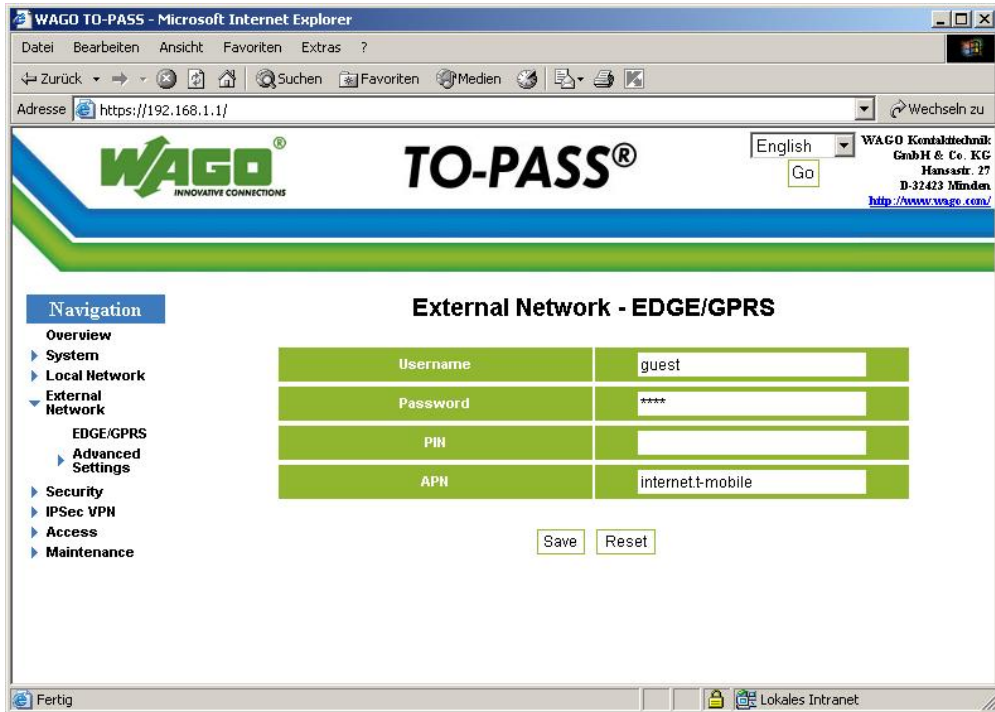 WAGO TO-PASS - Microsoft Internet Explorer
Datei Bearbeiten Ansicht Favoriten Extras ?
Zurück Suchen Favoriten Medien
Adresse https://192.168.1.1/ Wechseln zu
WAGO®
INNOVATIVE CONNECTIONS
TO-PASS®
English
Go
WAGO Kontakttechnik
GmbH & Co. KG
Hansastr. 27
D-32423 Minden
http://www.wago.com/
Navigation
Overview
System
Local Network
External
Network
EDGE/GPRS
Advanced
Settings
Security
IPSec VPN
Access
Maintenance
External Network - EDGE/GPRS
Username guest
Password ****
PIN
APN internet.t-mobile
Save Reset
Fertig Lokales Intranet